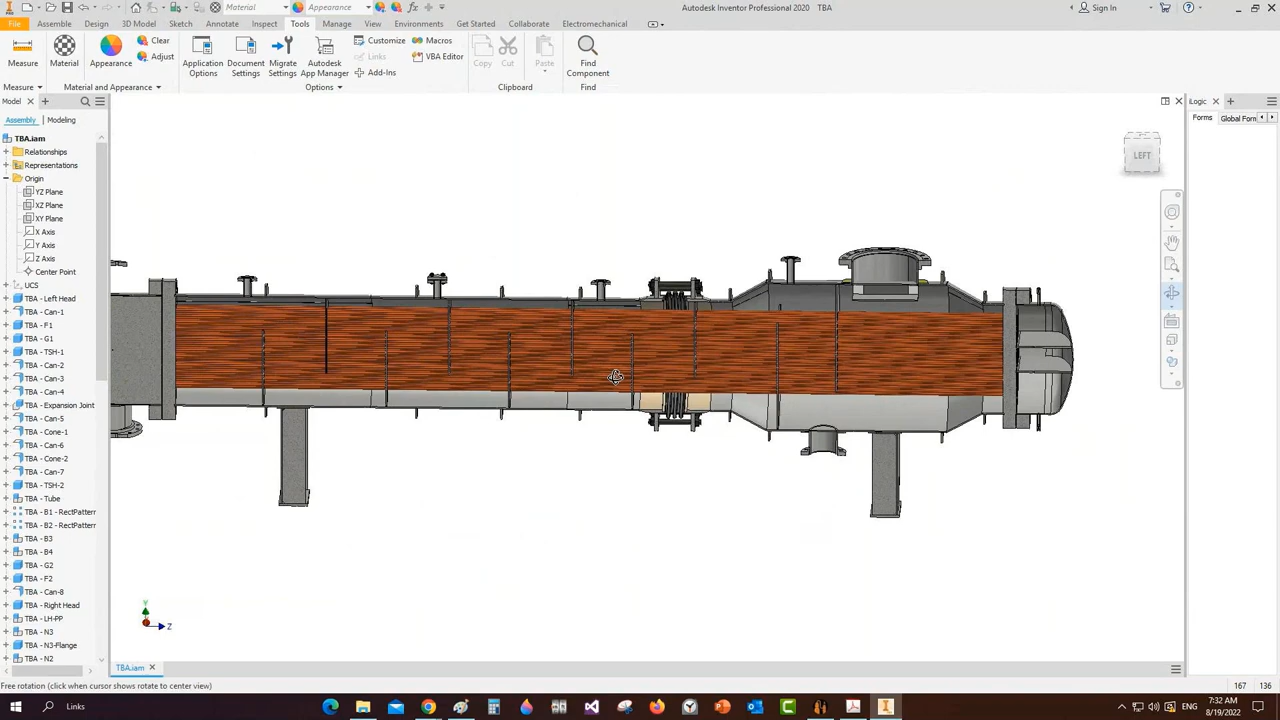 Material
Appearance
Autodesk Inventor Professional 2020 TBA
Sign In
File Assembly Design 3D Model Sketch Annotate Inspect Tools Manage View Environments Get Started Collaborate Electromechanical
Measure
Material
Appearance
Clear
Adjust
Application Options
Document Settings
Migrate Settings
Autodesk App Manager
Customize
Links
Add-Ins
Macros
VBA Editor
Copy
Cut
Paste
Find Component
Measure
Material and Appearance
Options
Clipboard
Find
Model
Assembly Modeling
TBA.iam
Relationships
Representations
Origin
YZ Plane
XZ Plane
XY Plane
X Axis
Y Axis
Z Axis
Center Point
UCS
TBA - Left Head
TBA - Can-1
TBA - F1
TBA - G1
TBA - TSH-1
TBA - Can-2
TBA - Can-3
TBA - Can-4
TBA - Expansion Joint
TBA - Can-5
TBA - Cone-1
TBA - Can-6
TBA - Cone-2
TBA - Can-7
TBA - TSH-2
TBA - Tube
TBA - B1 - RectPattern
TBA - B2 - RectPattern
TBA - B3
TBA - B4
TBA - G2
TBA - F2
TBA - Can-8
TBA - Right Head
TBA - LH-PP
TBA - N3
TBA - N3-Flange
TBA - N2
LEFT
iLogic
Forms Global Forn
Y
Z
TBA.iam
Free rotation (click when cursor shows rotate to center view)
167 136
Links
ENG
7:32 AM
8/19/2022